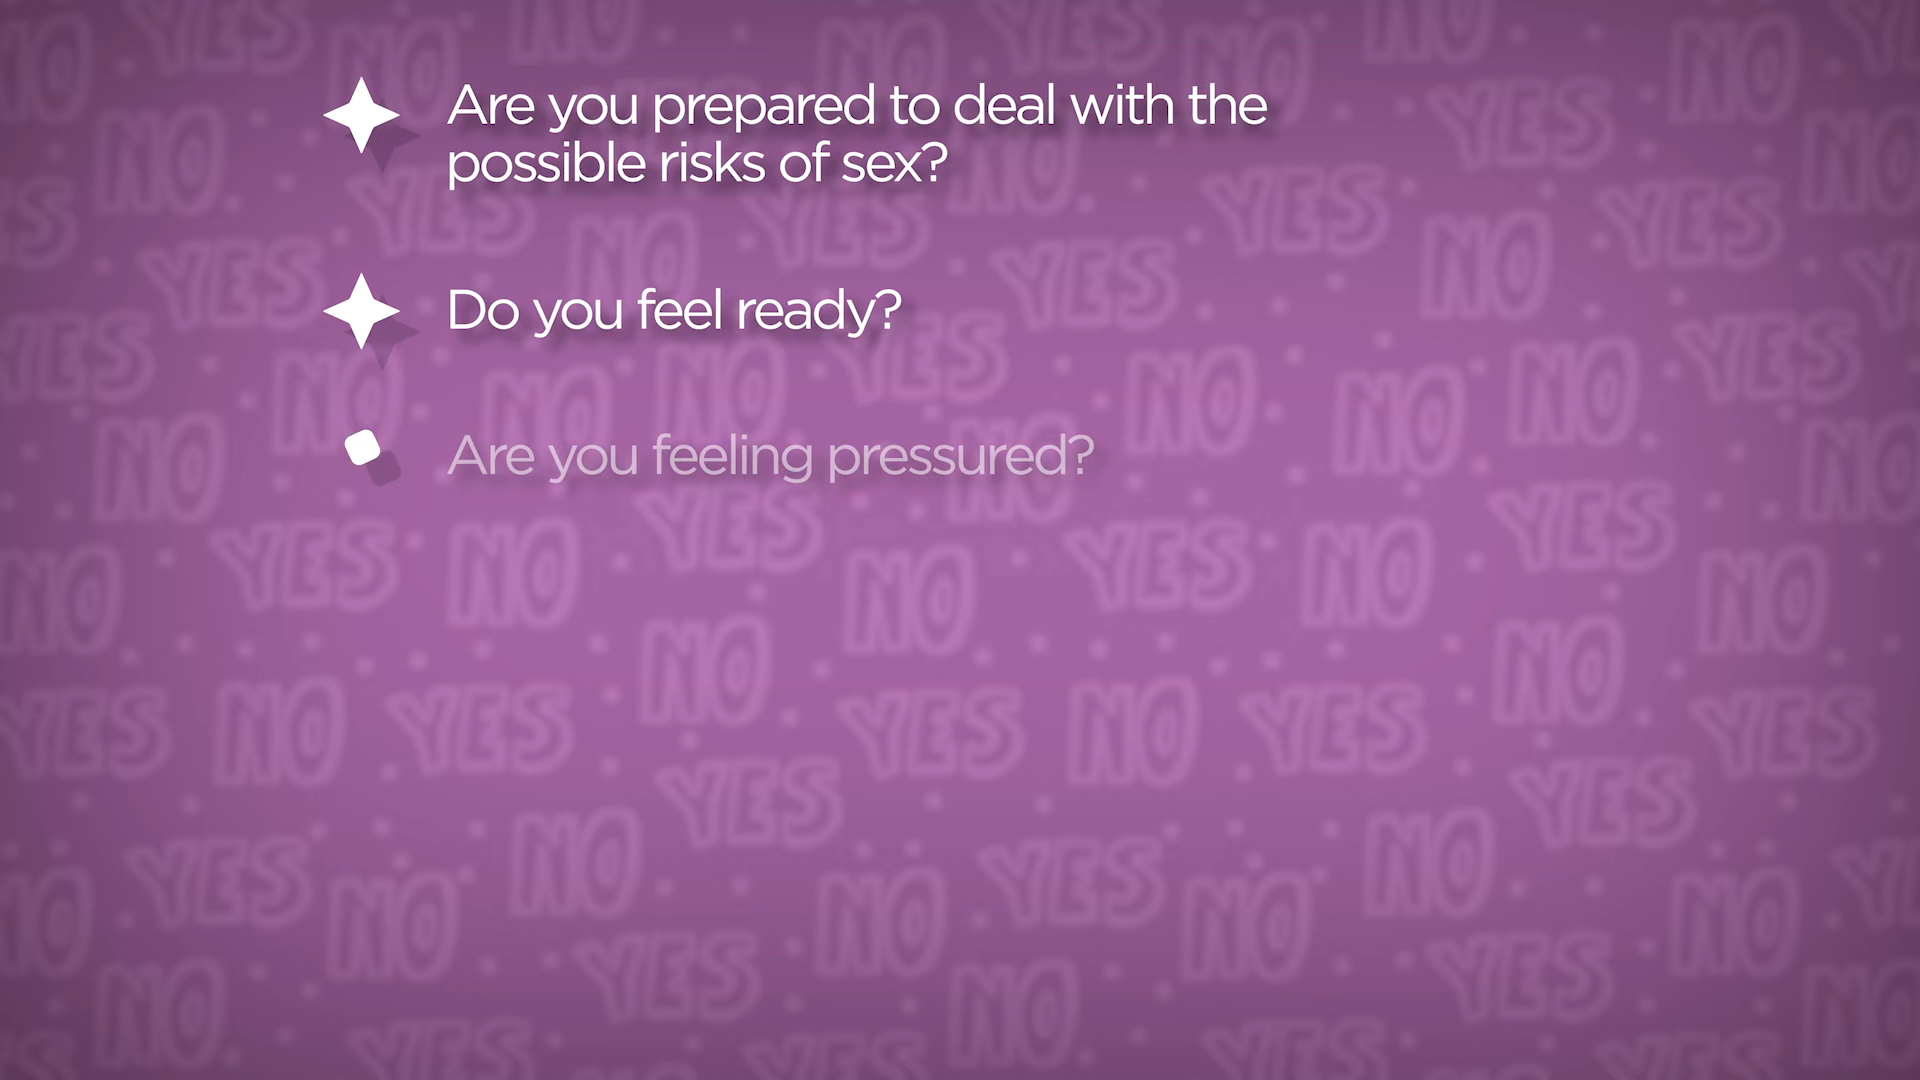 Are you prepared to deal with the
possible risks of sex?
Do you feel ready?
Are you feeling pressured?